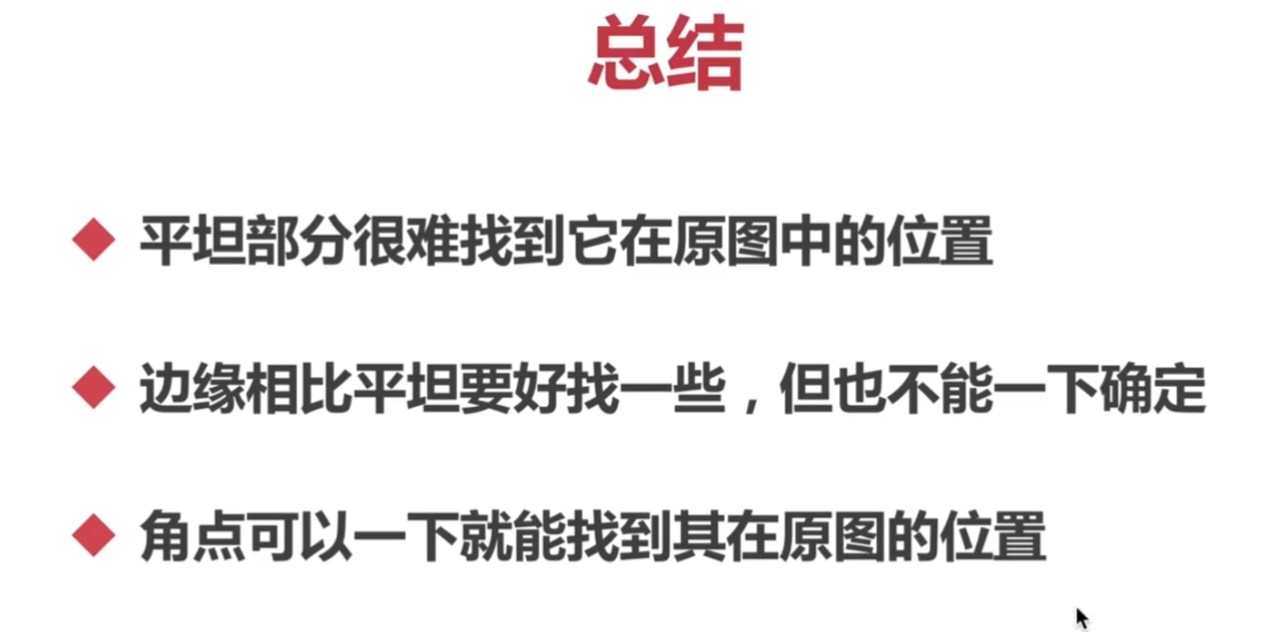 总结
平坦部分很难找到它在原图中的位置
边缘相比平坦要好找一些，但也不能一下确定
角点可以一下就能找到其在原图的位置